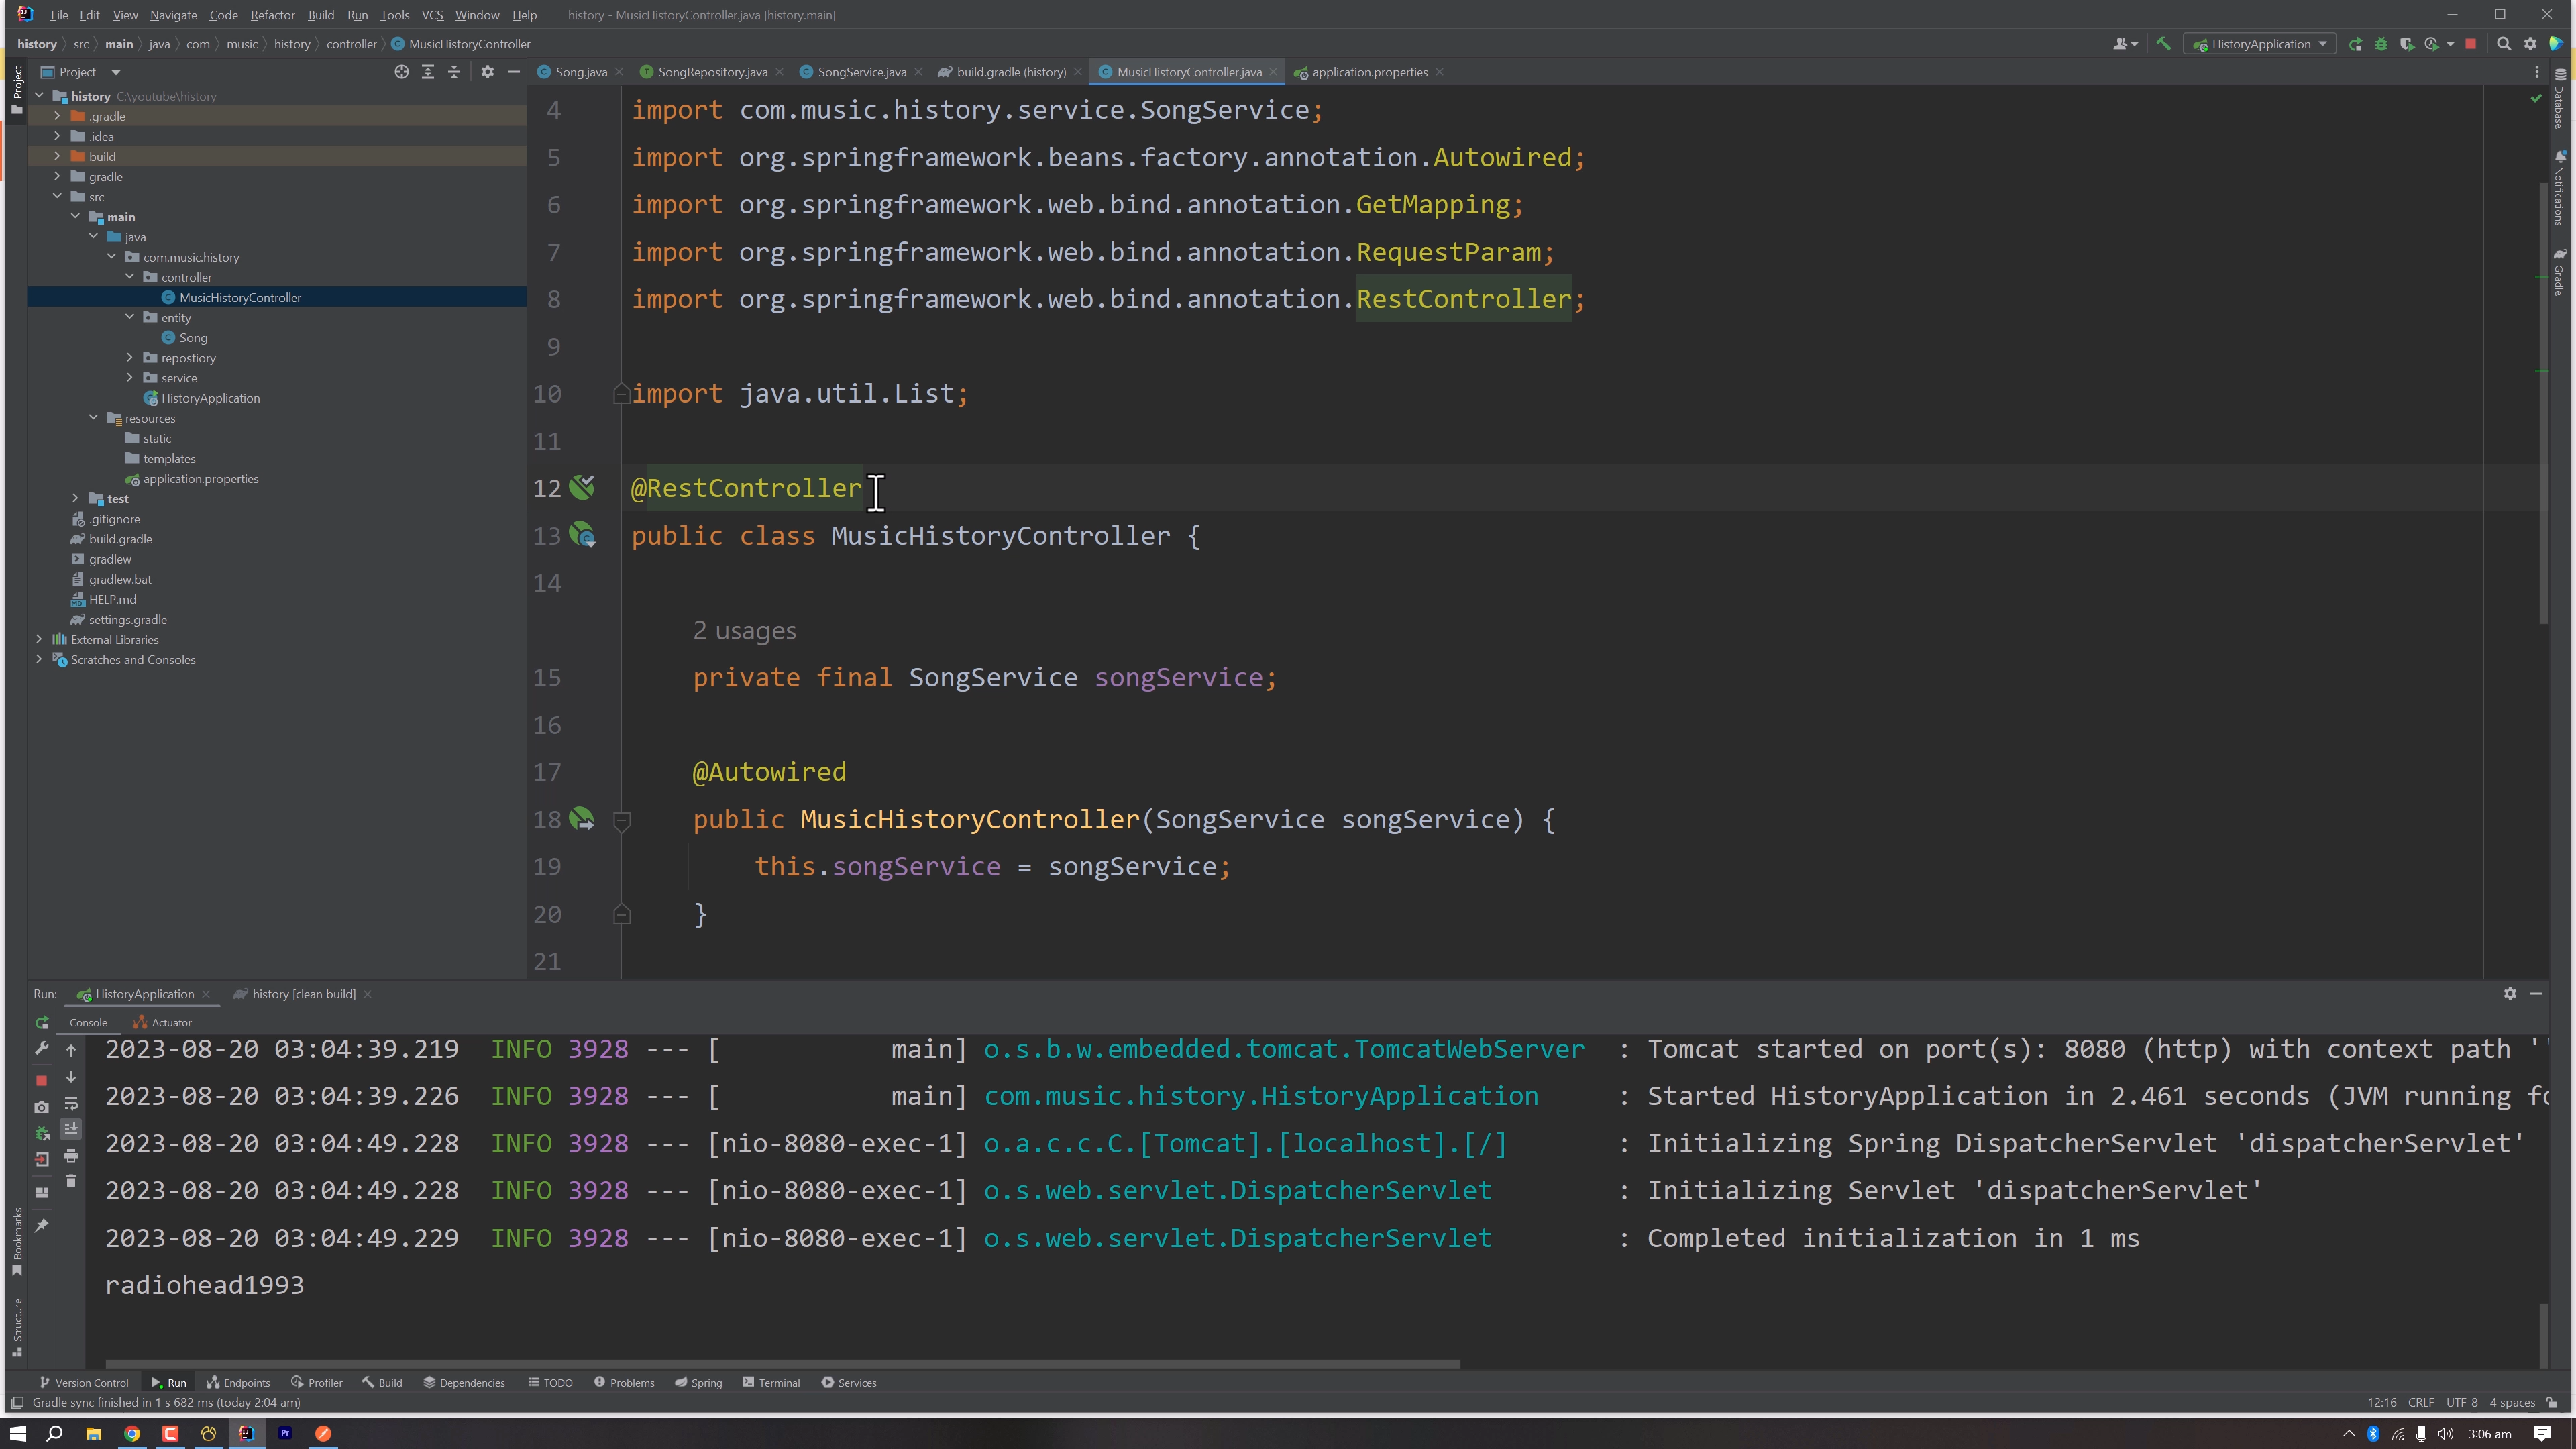 File Edit View Navigate Code Refactor Build Run Tools VCS Window Help history - MusicHistoryController.java [history.main]
history src main java com music history controller MusicHistoryController HistoryApplication
Project
Song.java SongRepository.java SongService.java build.gradle (history) MusicHistoryController.java application.properties
Project
history C:\youtube\history
.gradle
.idea
build
gradle
src
main
java
com.music.history
controller
MusicHistoryController
entity
Song
repostiory
service
HistoryApplication
resources
static
templates
application.properties
test
.gitignore
build.gradle
gradlew
gradlew.bat
HELP.md
settings.gradle
External Libraries
Scratches and Consoles
4 import com.music.history.service.SongService;
5 import org.springframework.beans.factory.annotation.Autowired;
6 import org.springframework.web.bind.annotation.GetMapping;
7 import org.springframework.web.bind.annotation.RequestParam;
8 import org.springframework.web.bind.annotation.RestController;
9
10 import java.util.List;
11
12 @RestController
13 public class MusicHistoryController {
14
2 usages
15 private final SongService songService;
16
17 @Autowired
18 public MusicHistoryController(SongService songService) {
19 this.songService = songService;
20 }
21
Database
Notifications
Gradle
Run: HistoryApplication history [clean build]
Console Actuator
2023-08-20 03:04:39.219 INFO 3928 --- [ main] o.s.b.w.embedded.tomcat.TomcatWebServer : Tomcat started on port(s): 8080 (http) with context path '
2023-08-20 03:04:39.226 INFO 3928 --- [ main] com.music.history.HistoryApplication : Started HistoryApplication in 2.461 seconds (JVM running fo
2023-08-20 03:04:49.228 INFO 3928 --- [nio-8080-exec-1] o.a.c.c.C.[Tomcat].[localhost].[/] : Initializing Spring DispatcherServlet 'dispatcherServlet'
2023-08-20 03:04:49.228 INFO 3928 --- [nio-8080-exec-1] o.s.web.servlet.DispatcherServlet : Initializing Servlet 'dispatcherServlet'
2023-08-20 03:04:49.229 INFO 3928 --- [nio-8080-exec-1] o.s.web.servlet.DispatcherServlet : Completed initialization in 1 ms
radiohead1993
Bookmarks
Structure
Version Control Run Endpoints Profiler Build Dependencies TODO Problems Spring Terminal Services
Gradle sync finished in 1 s 682 ms (today 2:04 am) 12:16 CRLF UTF-8 4 spaces
Pr 3:06 am